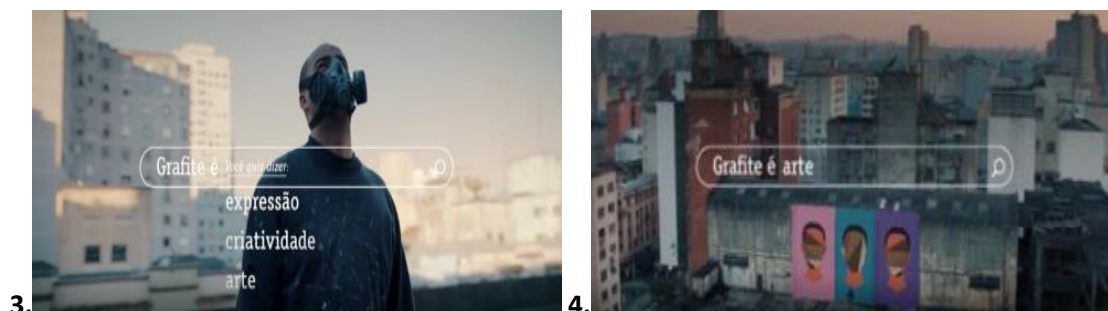 3.
Grafite é Você quis dizer:
expressão
criatividade
arte
4.
Grafite é arte